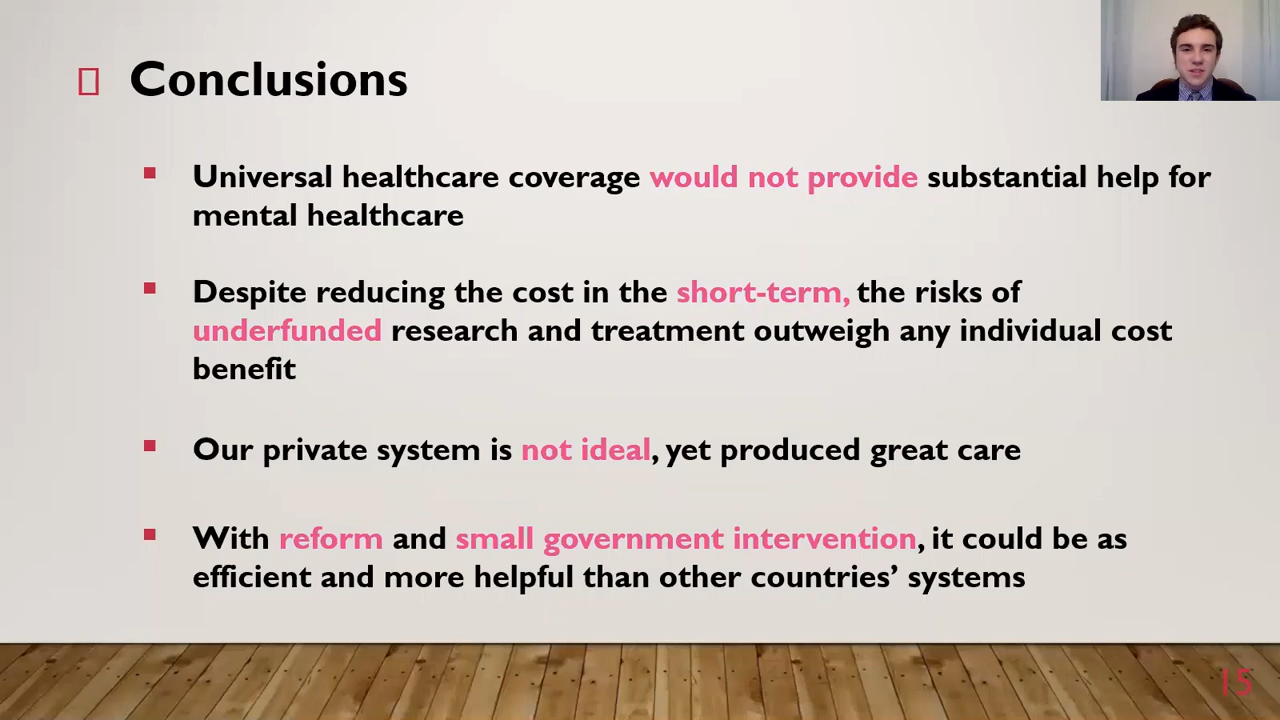 Conclusions
Universal healthcare coverage would not provide substantial help for
mental healthcare
Despite reducing the cost in the short-term, the risks of
underfunded research and treatment outweigh any individual cost
benefit
Our private system is not ideal, yet produced great care
With reform and small government intervention, it could be as
efficient and more helpful than other countries’ systems
15